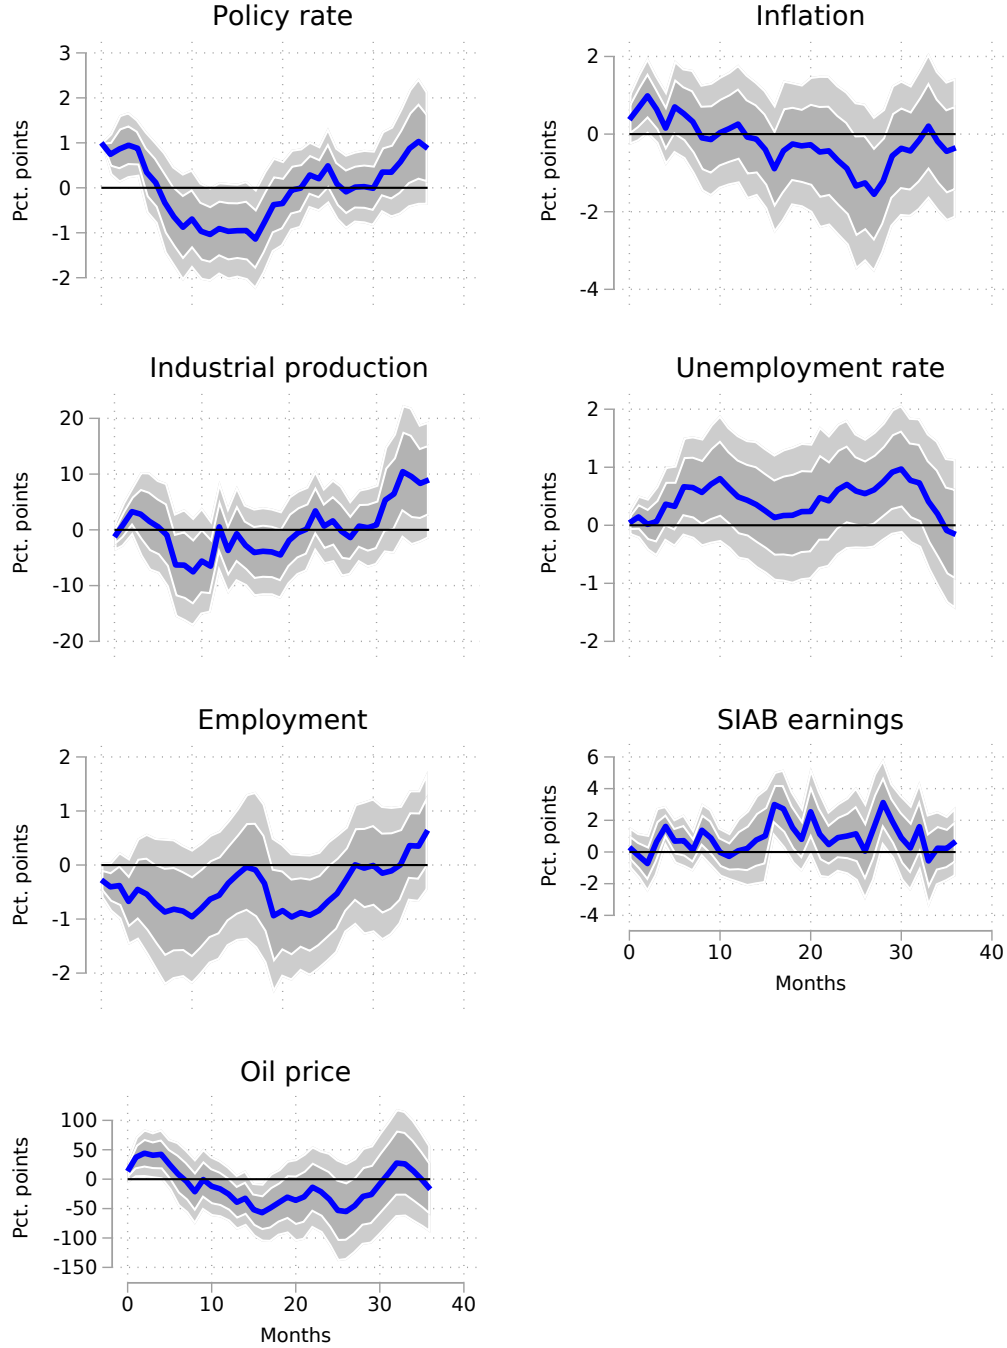 Policy rate
Pct. points
3
2
1
0
-1
-2
Inflation
Pct. points
2
0
-2
-4
Industrial production
Pct. points
20
10
0
-10
-20
Unemployment rate
Pct. points
2
1
0
-1
-2
Employment
Pct. points
2
1
0
-1
-2
SIAB earnings
Pct. points
6
4
2
0
-2
-4
0 10 20 30 40
Months
Oil price
Pct. points
100
50
0
-50
-100
-150
0 10 20 30 40
Months